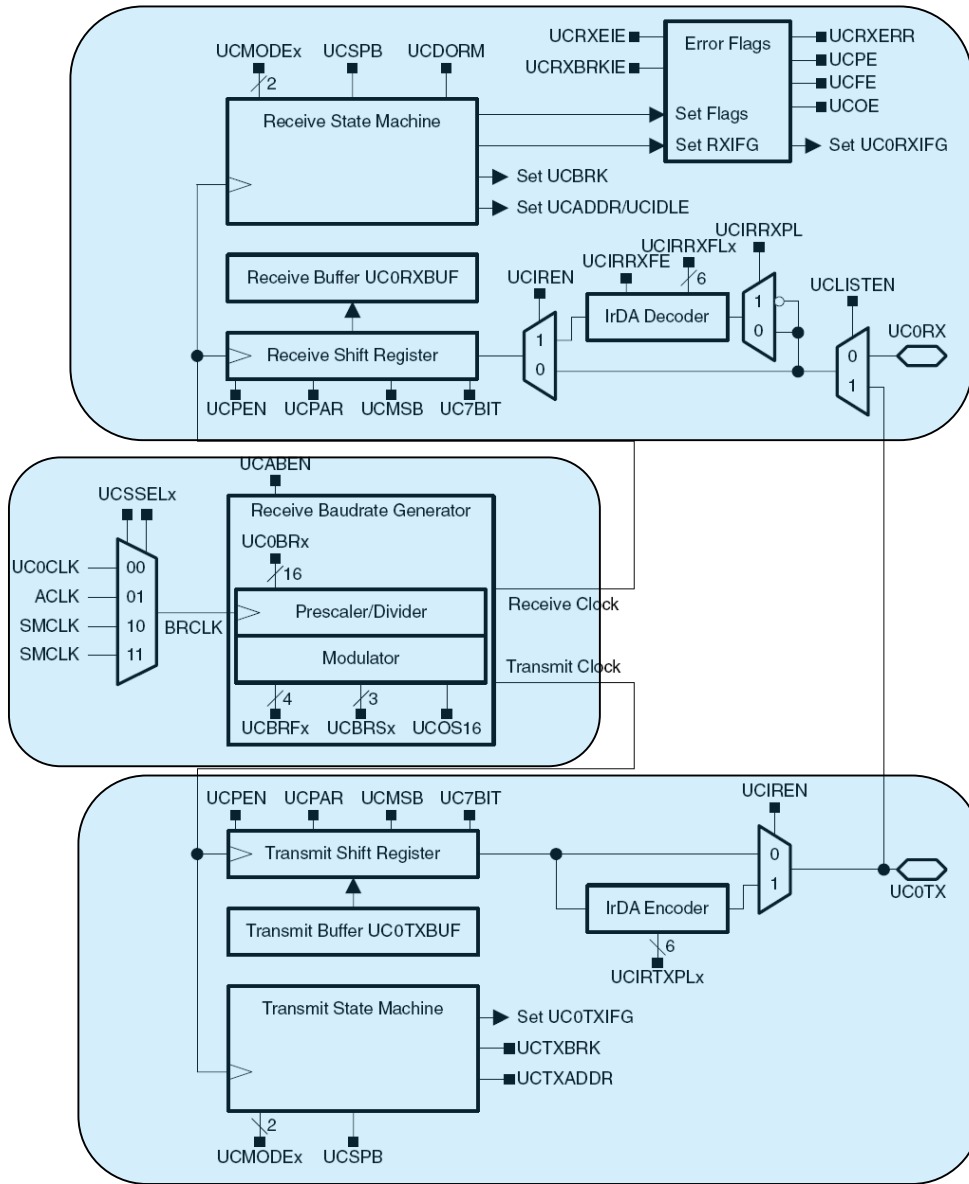 UCMODEx
UCSPB
UCDORM
2
Receive State Machine
UCRXEIE
UCRXBRKIE
Error Flags
Set Flags
Set RXIFG
UCRXERR
UCPE
UCFE
UCOE
Set UC0RXIFG
Set UCBRK
Set UCADDR/UCIDLE
Receive Buffer UC0RXBUF
Receive Shift Register
UCPEN
UCPAR
UCMSB
UC7BIT
UCIREN
1
0
UCIRRXFE
UCIRRXFLx
6
IrDA Decoder
UCIRRXPL
1
0
UCLISTEN
0
1
UC0RX
UCABEN
UCSSELx
UC0CLK
ACLK
SMCLK
SMCLK
00
01
10
11
BRCLK
Receive Baudrate Generator
UC0BRx
16
Prescaler/Divider
Modulator
4
3
UCBRFx
UCBRSx
UCOS16
Receive Clock
Transmit Clock
UCPEN
UCPAR
UCMSB
UC7BIT
Transmit Shift Register
Transmit Buffer UC0TXBUF
UCIREN
0
1
IrDA Encoder
6
UCIRTXPLx
UC0TX
Transmit State Machine
Set UC0TXIFG
UCTXBRK
UCTXADDR
2
UCMODEx
UCSPB